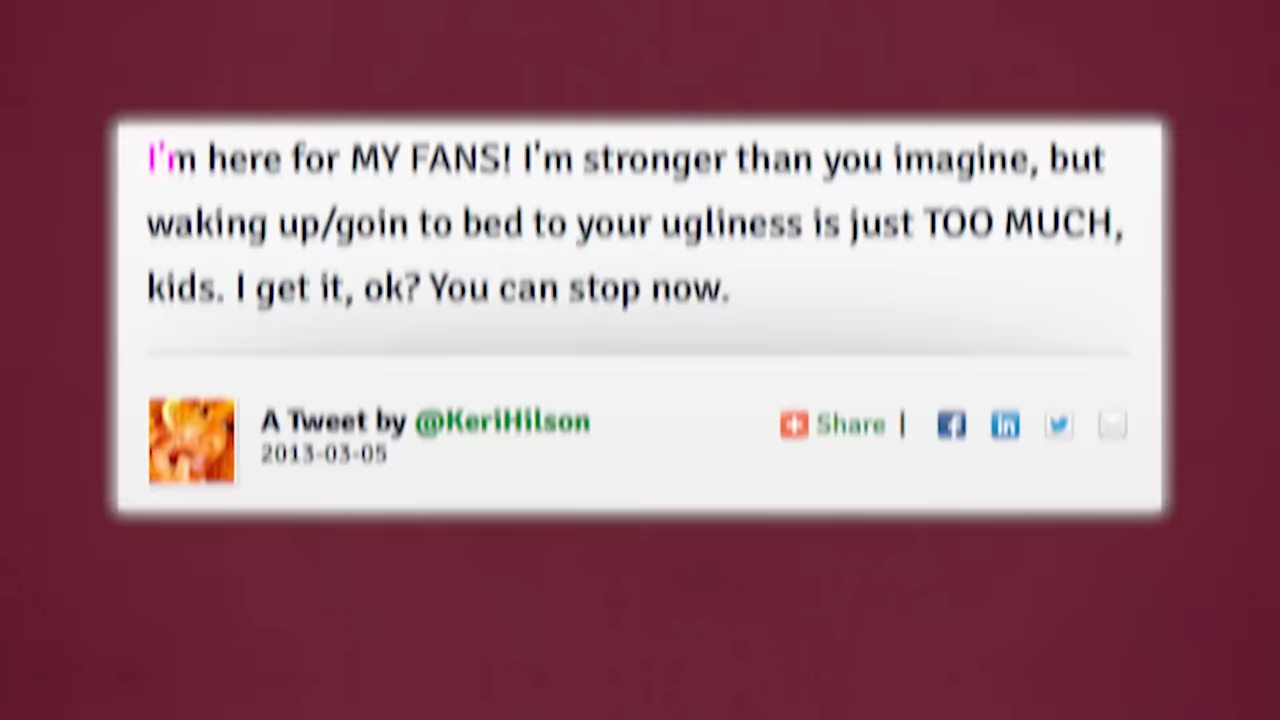 I'm here for MY FANS! I'm stronger than you imagine, but
waking up/goin to bed to your ugliness is just TOO MUCH,
kids. I get it, ok? You can stop now.
A Tweet by @KeriHilson
Share |
2013-03-05